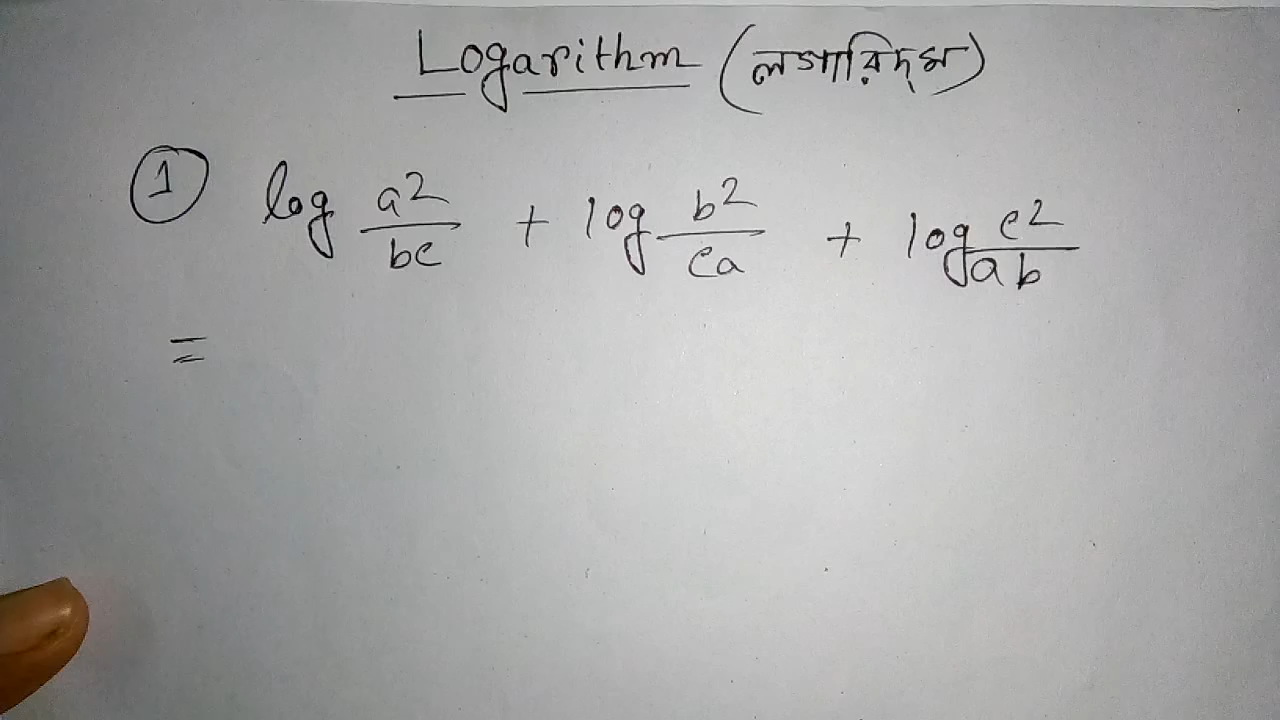 Logarithm (লগারিদম)
① log a²/bc + log b²/ca + log c²/ab
=